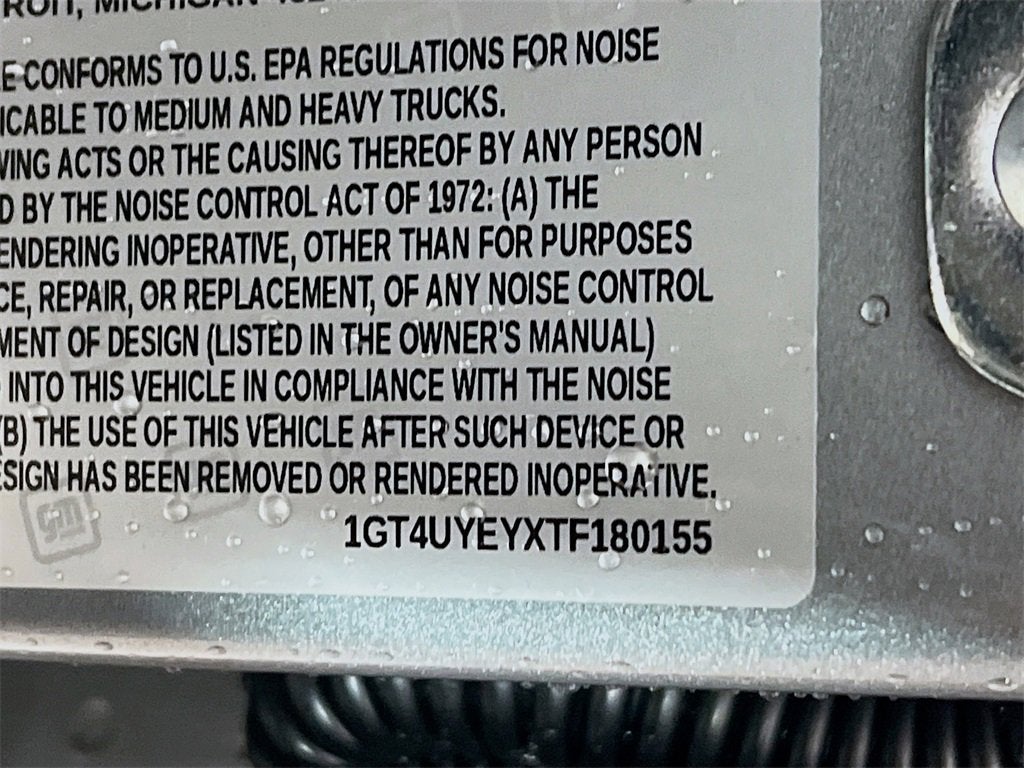 E CONFORMS TO U.S. EPA REGULATIONS FOR NOISE
ICABLE TO MEDIUM AND HEAVY TRUCKS.
WING ACTS OR THE CAUSING THEREOF BY ANY PERSON
D BY THE NOISE CONTROL ACT OF 1972: (A) THE
ENDERING INOPERATIVE, OTHER THAN FOR PURPOSES
CE, REPAIR, OR REPLACEMENT, OF ANY NOISE CONTROL
MENT OF DESIGN (LISTED IN THE OWNER'S MANUAL)
INTO THIS VEHICLE IN COMPLIANCE WITH THE NOISE
(B) THE USE OF THIS VEHICLE AFTER SUCH DEVICE OR
ESIGN HAS BEEN REMOVED OR RENDERED INOPERATIVE.
gm
1GT4UYEYXTF180155